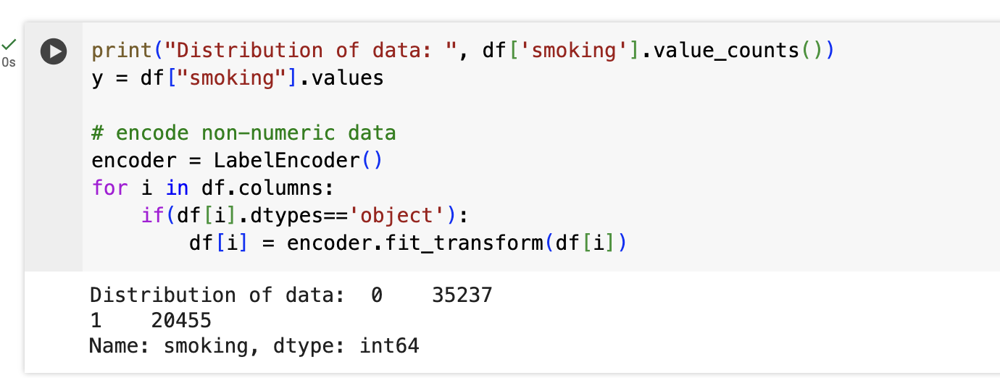 0s
print("Distribution of data: ", df['smoking'].value_counts())
y = df["smoking"].values
# encode non-numeric data
encoder = LabelEncoder()
for i in df.columns:
    if(df[i].dtypes=='object'):
        df[i] = encoder.fit_transform(df[i])
Distribution of data:  0    35237
1    20455
Name: smoking, dtype: int64